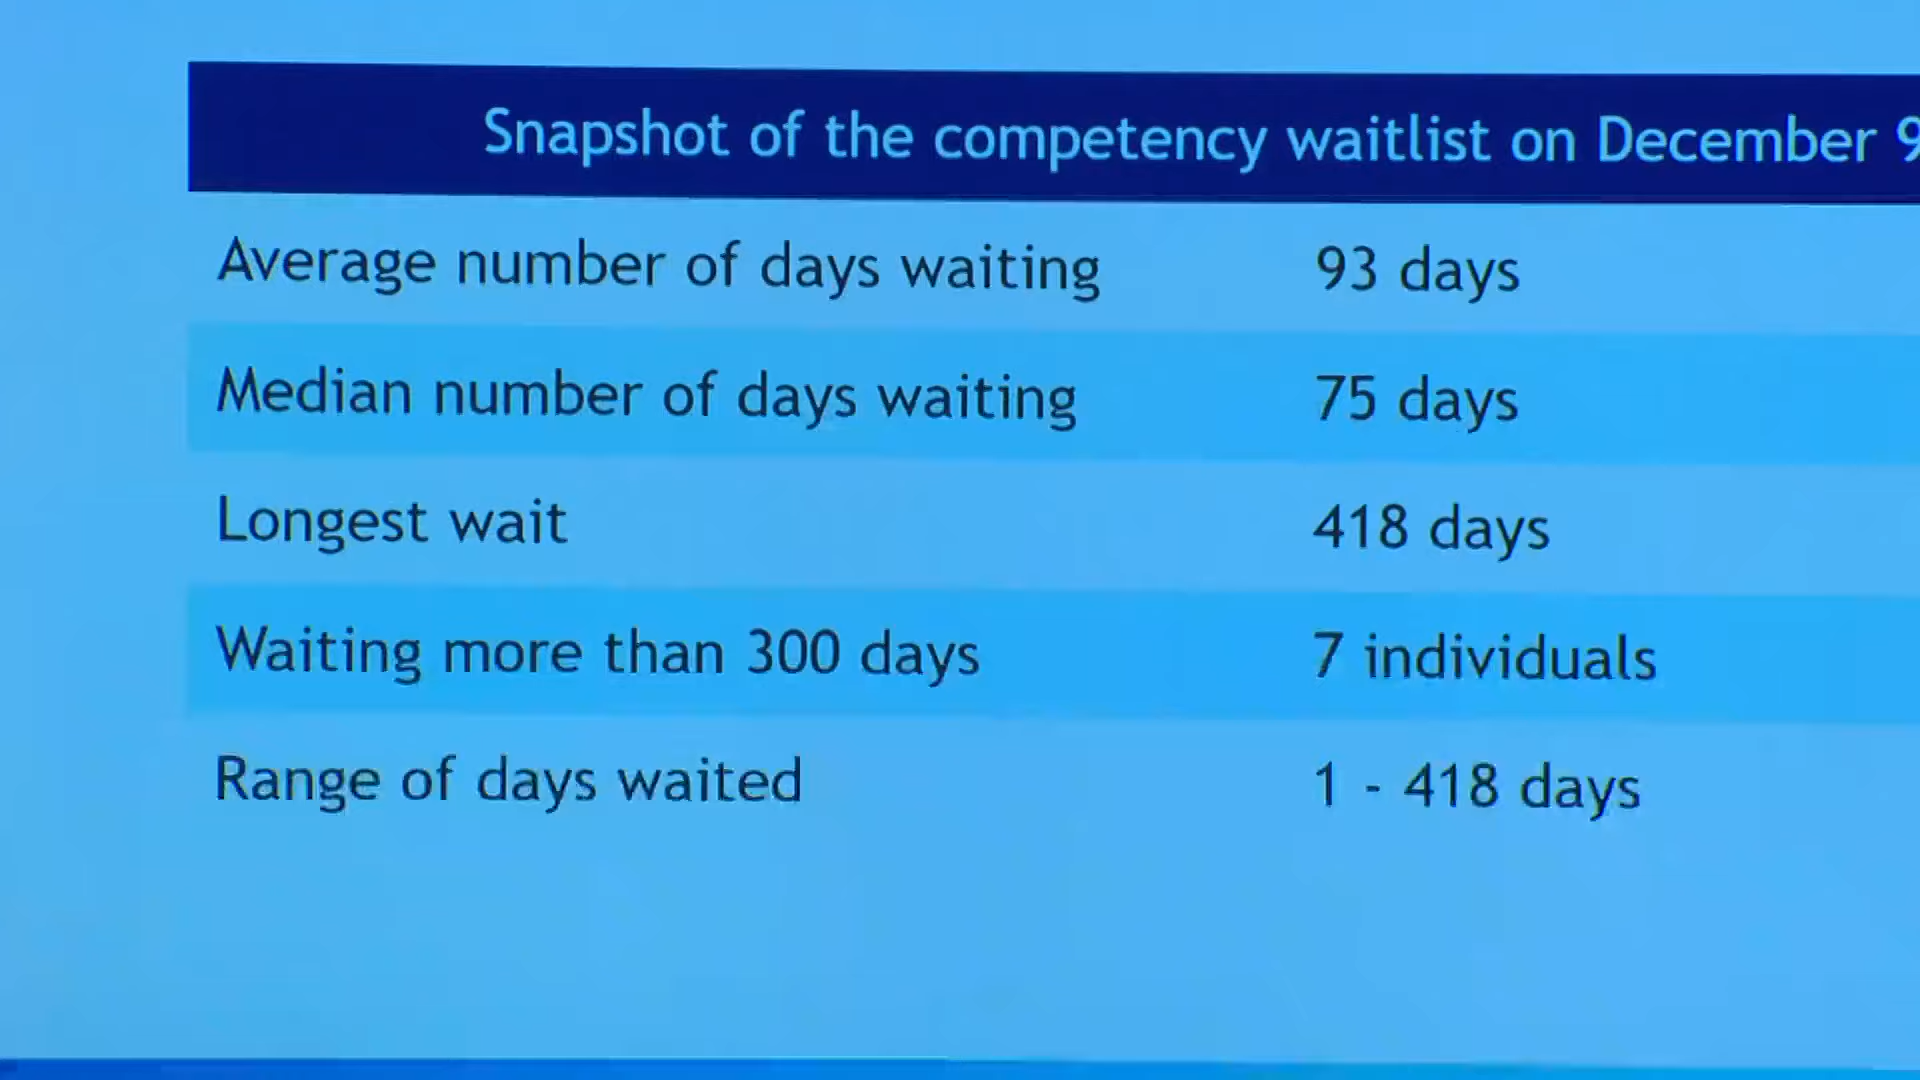 Snapshot of the competency waitlist on December 9
Average number of days waiting 93 days
Median number of days waiting 75 days
Longest wait 418 days
Waiting more than 300 days 7 individuals
Range of days waited 1 - 418 days